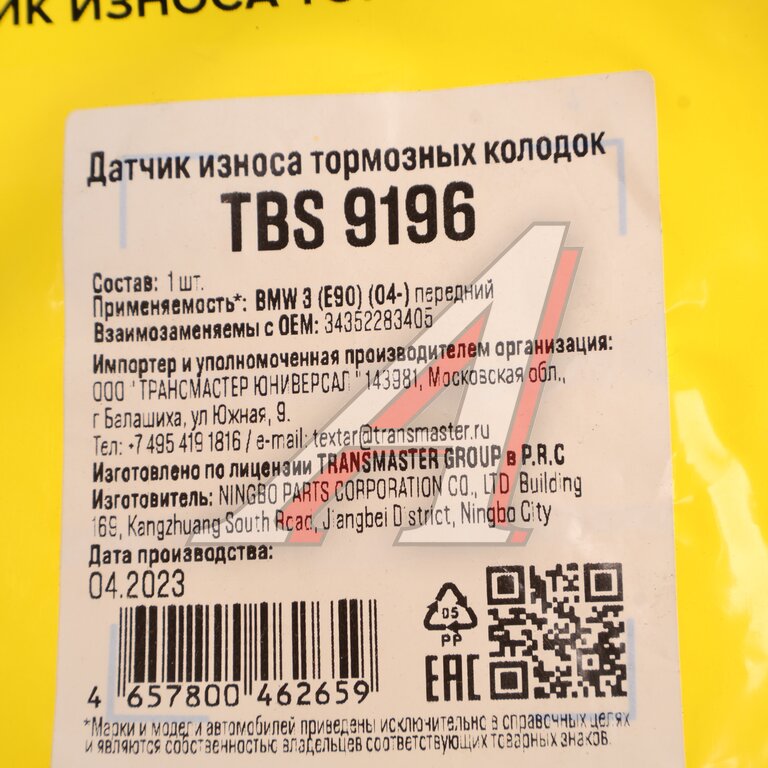 ИК ИЗНОСА
Датчик износа тормозных колодок
TBS 9196
Состав: 1 шт.
Применяемость*: BMW 3 (E90) (04-) передний
Взаимозаменяемы с OEM: 34352283405
Импортер и уполномоченная производителем организация:
ООО "ТРАНСМАСТЕР ЮНИВЕРСАЛ" 143981, Московская обл.,
г Балашиха, ул Южная, 9.
Тел: +7 495 419 1816 / e-mail: textar@transmaster.ru
Изготовлено по лицензии TRANSMASTER GROUP в P.R.C
Изготовитель: NINGBO PARTS CORPORATION CO., LTD Building
169, Kangzhuang South Road, Jiangbei District, Ningbo City
Дата производства:
04.2023
05
PP
EAC
4 657800 462659
*Марки и модели автомобилей приведены исключительно в справочных целях
и являются собственностью владельцев соответствующих товарных знаков.